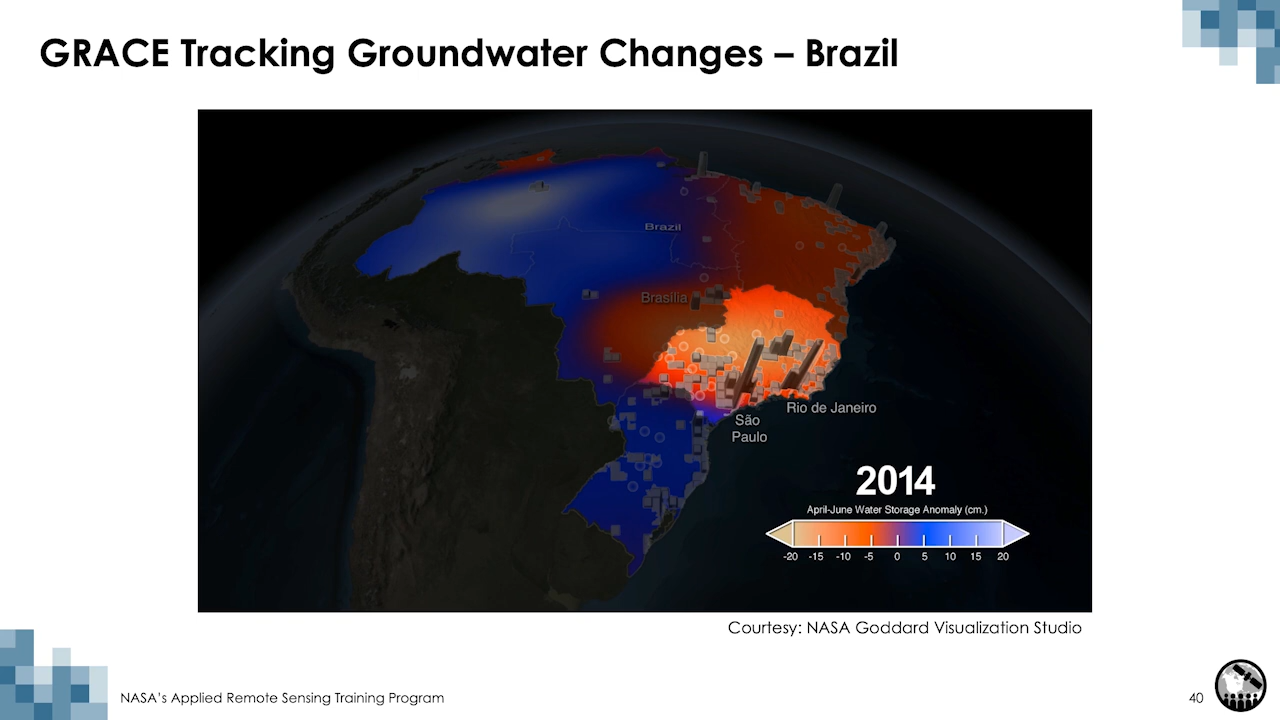 GRACE Tracking Groundwater Changes – Brazil
Brazil
Brasília
Rio de Janeiro
São
Paulo
2014
April-June Water Storage Anomaly (cm.)
-20 -15 -10 -5 0 5 10 15 20
Courtesy: NASA Goddard Visualization Studio
NASA's Applied Remote Sensing Training Program
40